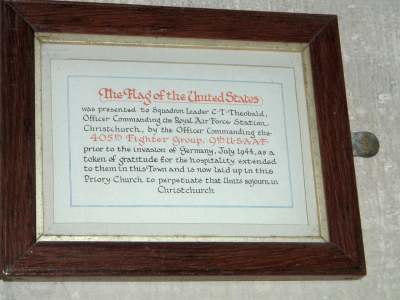 The Flag of the United States
was presented to Squadron Leader C·T·Theobald,
Officer Commanding the Royal Air Force Station,
Christchurch, by the Officer Commanding the
405th Fighter Group, 9th U·S·A·A·F
prior to the invasion of Germany, July 1944, as a
token of gratitude for the hospitality extended
to them in this Town and is now laid up in this
Priory Church to perpetuate that Units sojourn in
Christchurch